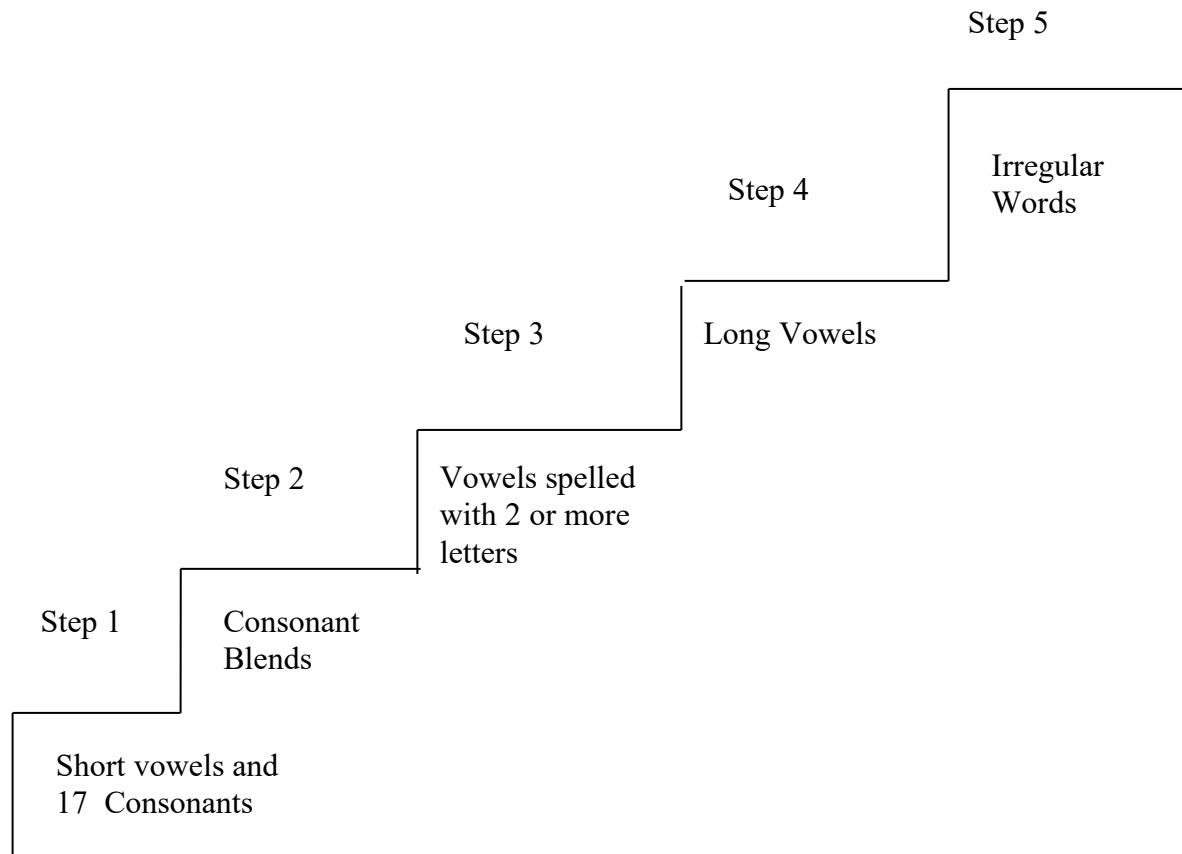 Step 5
Irregular
Words
Step 4
Step 3
Long Vowels
Step 2
Vowels spelled
with 2 or more
letters
Step 1
Consonant
Blends
Short vowels and
17 Consonants